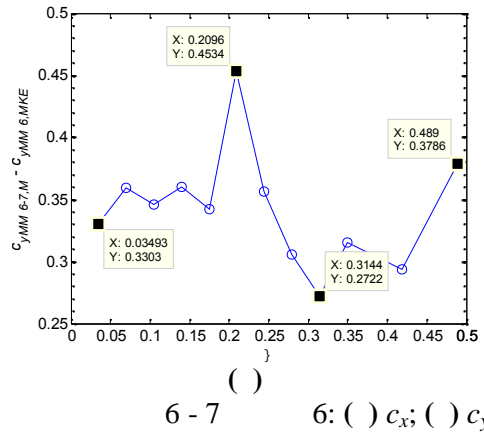 0.5
0.45
0.4
0.35
0.3
0.25
c_yMM 6-7,M - c_yMM 6,MKE
X: 0.2096
Y: 0.4534
X: 0.489
Y: 0.3786
X: 0.03493
Y: 0.3303
X: 0.3144
Y: 0.2722
0 0.05 0.1 0.15 0.2 0.25 0.3 0.35 0.4 0.45 0.5
}
( )
6 - 7 6: ( ) c_x; ( ) c_y